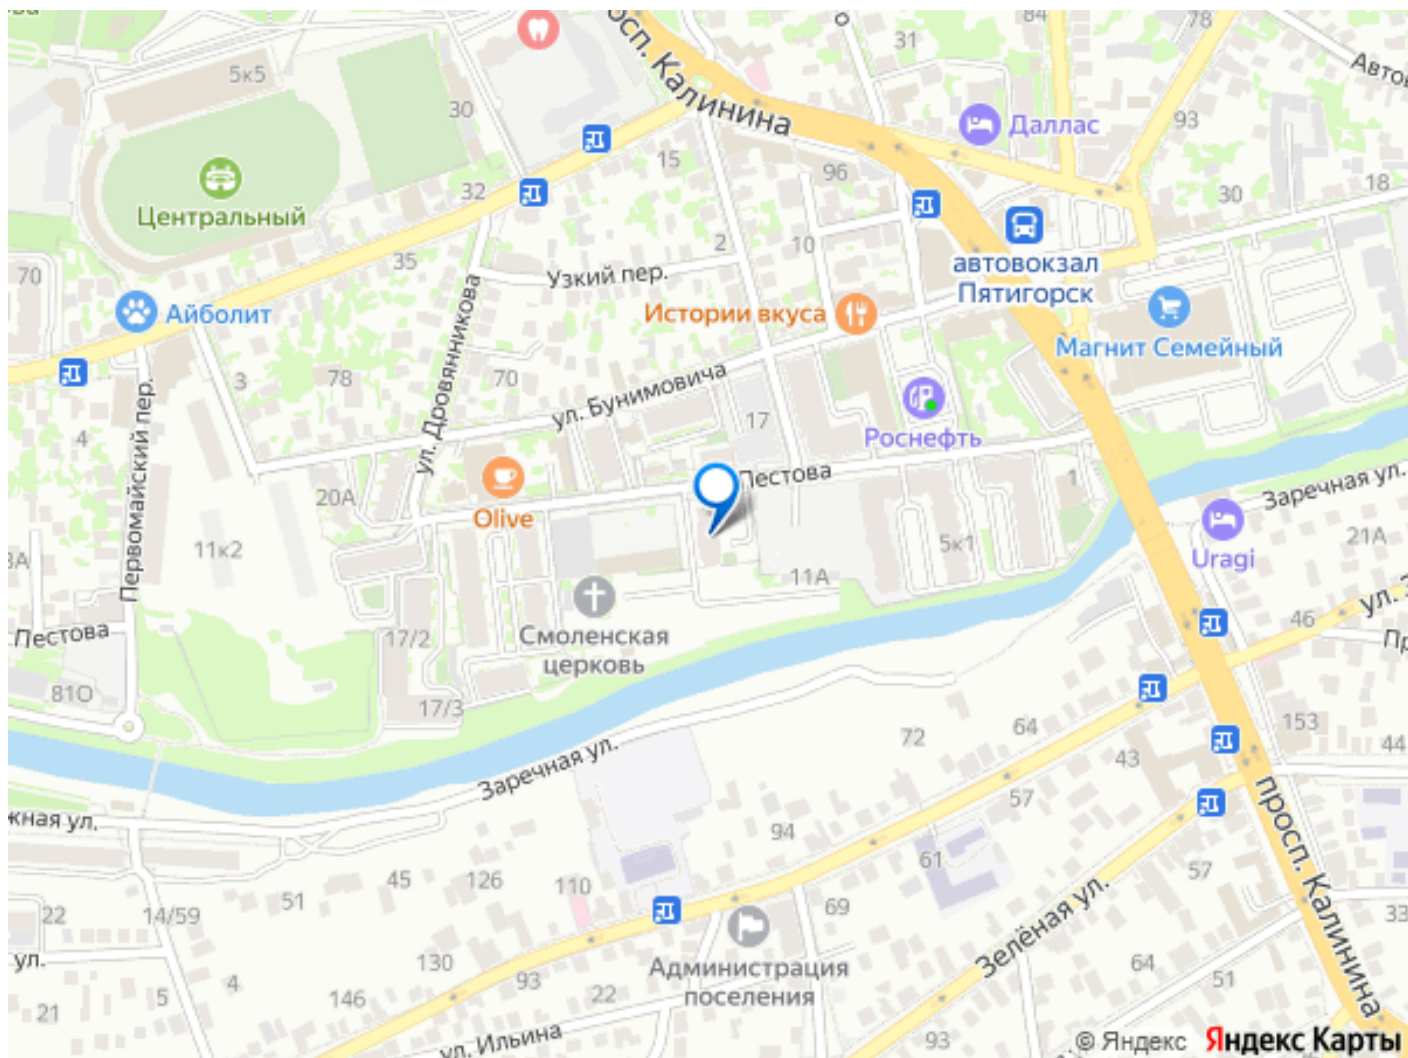 5к5
30
32
15
31
84
78
93
просп. Калинина
Даллас
96
30
18
Центральный
автовокзал
Пятигорск
2
10
Узкий пер.
35
70
Айболит
Истории вкуса
Магнит Семейный
3
78
70
ул. Дровянникова
ул. Бунимовича
17
Роснефть
4
Первомайский пер.
20А
Olive
Пестова
1
Заречная ул.
Uragi
21А
11к2
5к1
11А
46
Смоленская
церковь
Пестова
17/2
17/3
81О
72
64
43
153
44
Заречная ул.
57
94
61
57
просп. Калинина
51
45
126
110
22
14/59
69
Зелёная ул.
33
ул.
Администрация
поселения
130
93
22
64
51
4
5
21
146
ул. Ильина
93
© Яндекс Яндекс Карты